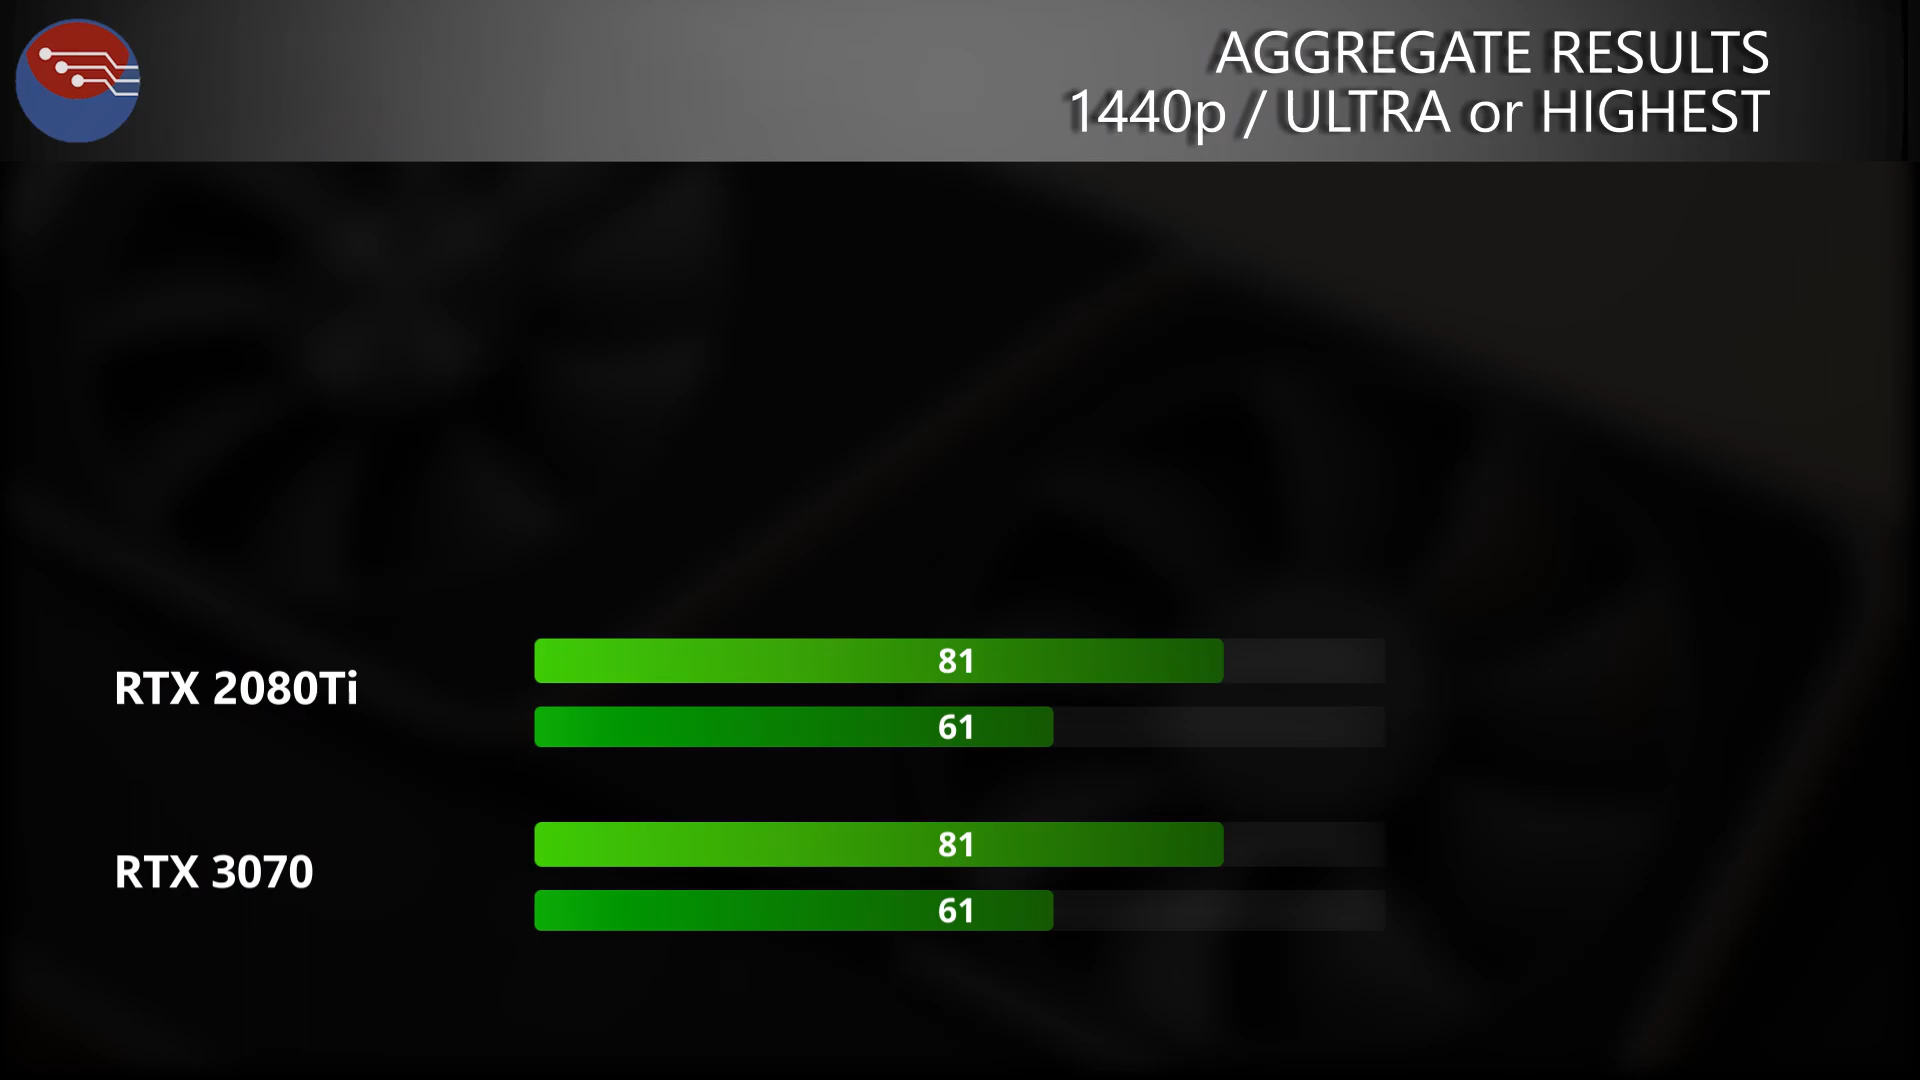 AGGREGATE RESULTS
1440p / ULTRA or HIGHEST
RTX 2080Ti
81
61
RTX 3070
81
61